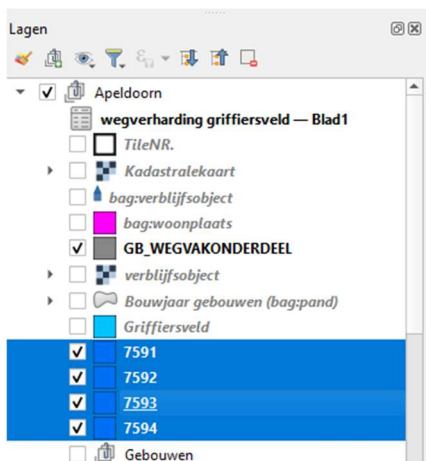 Lagen
Apeldoorn
wegverharding griffiersveld — Blad1
TileNR.
Kadastralekaart
bag:verblijfsobject
bag:woonplaats
GB_WEGVAKONDERDEEL
verblijfsobject
Bouwjaar gebouwen (bag:pand)
Griffiersveld
7591
7592
7593
7594
Gebouwen